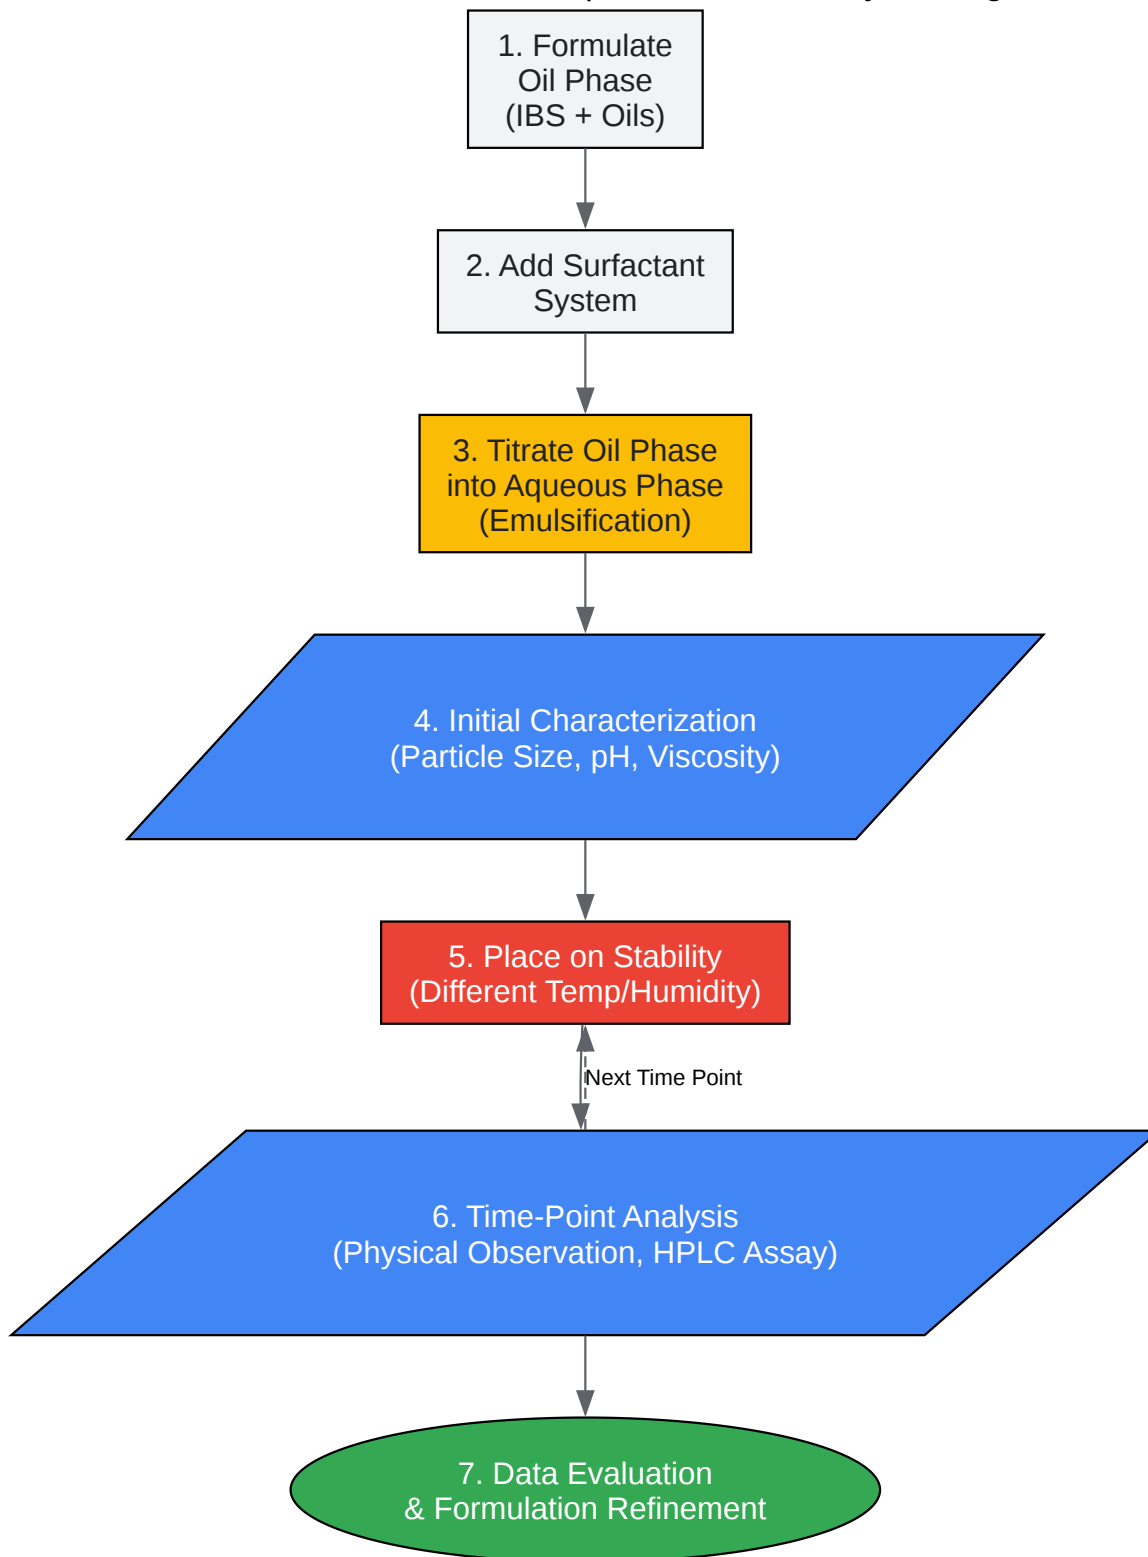 1. Formulate
Oil Phase
(IBS + Oils)
2. Add Surfactant
System
3. Titrate Oil Phase
into Aqueous Phase
(Emulsification)
4. Initial Characterization
(Particle Size, pH, Viscosity)
5. Place on Stability
(Different Temp/Humidity)
Next Time Point
6. Time-Point Analysis
(Physical Observation, HPLC Assay)
7. Data Evaluation
& Formulation Refinement